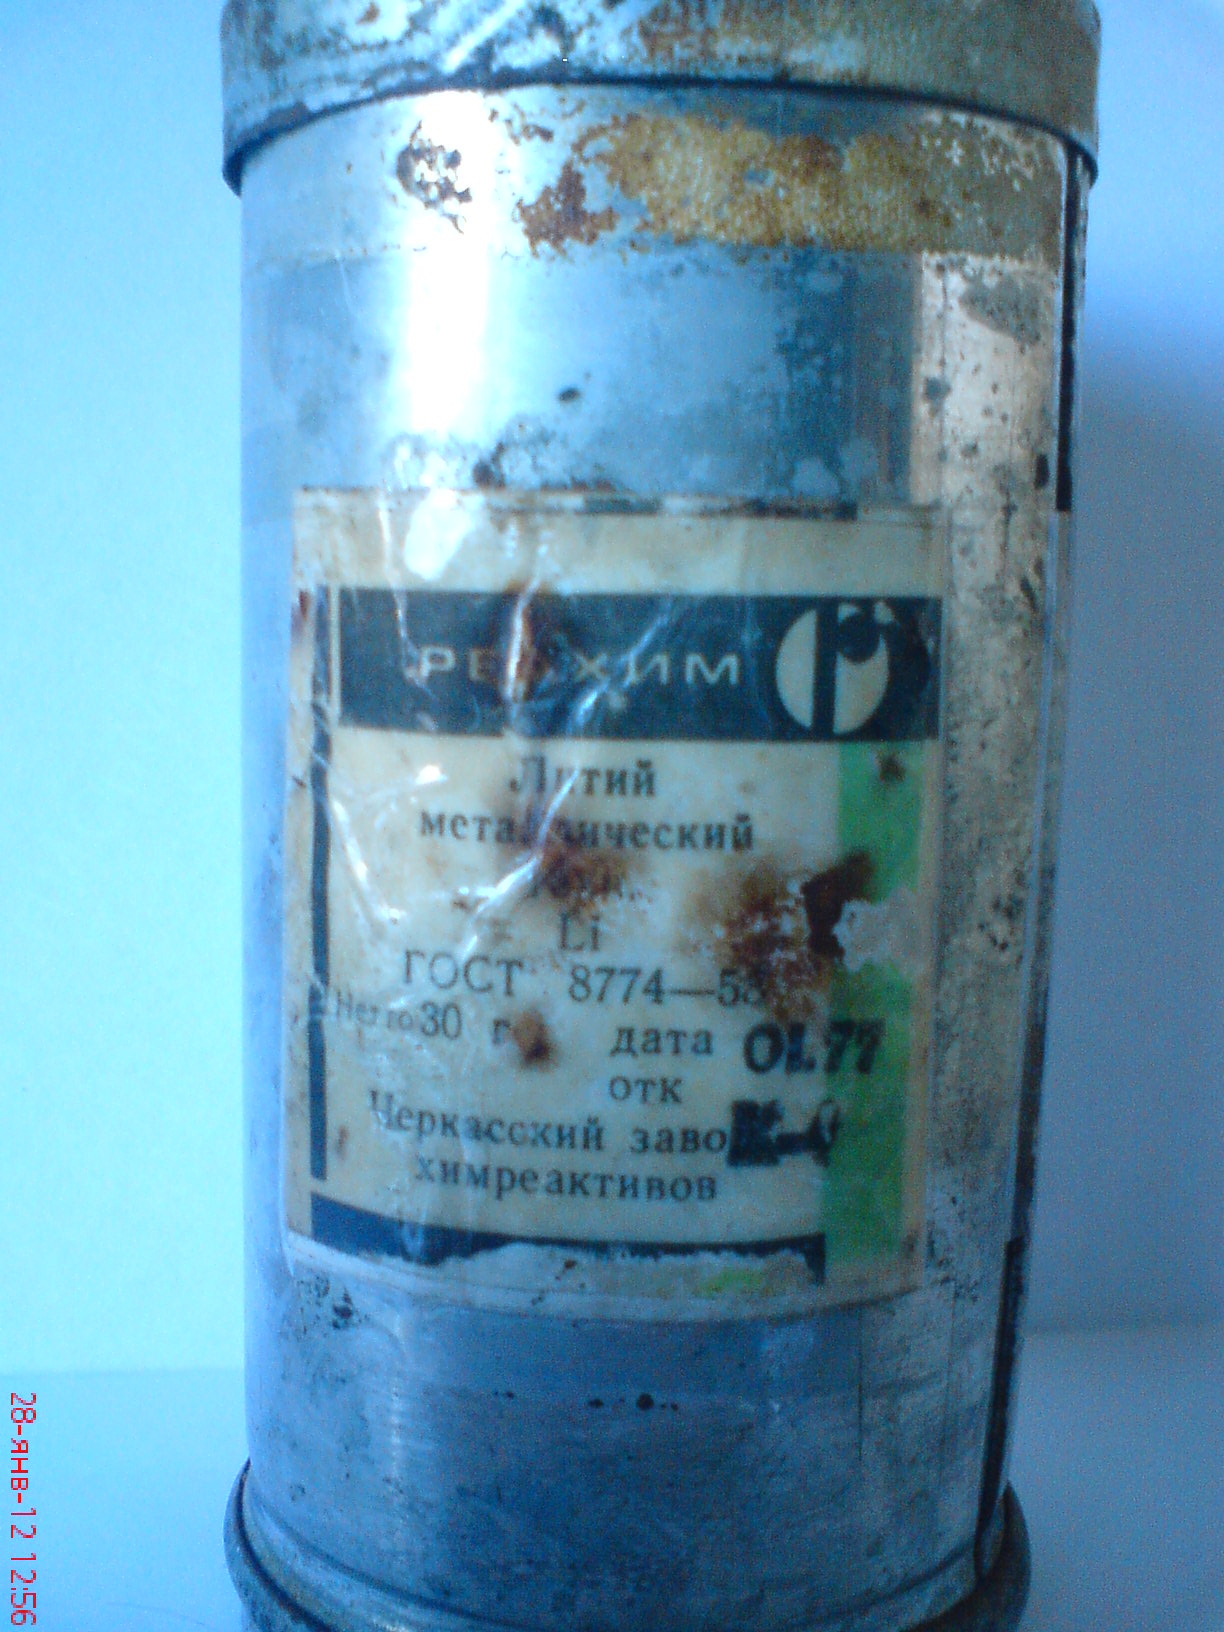 РЕАХИМ
Литий
металлический
Li
ГОСТ 8774—58
Нетто 30 г. дата 01.77
отк
Черкасский завод
химреактивов
28-янв-12 12:56